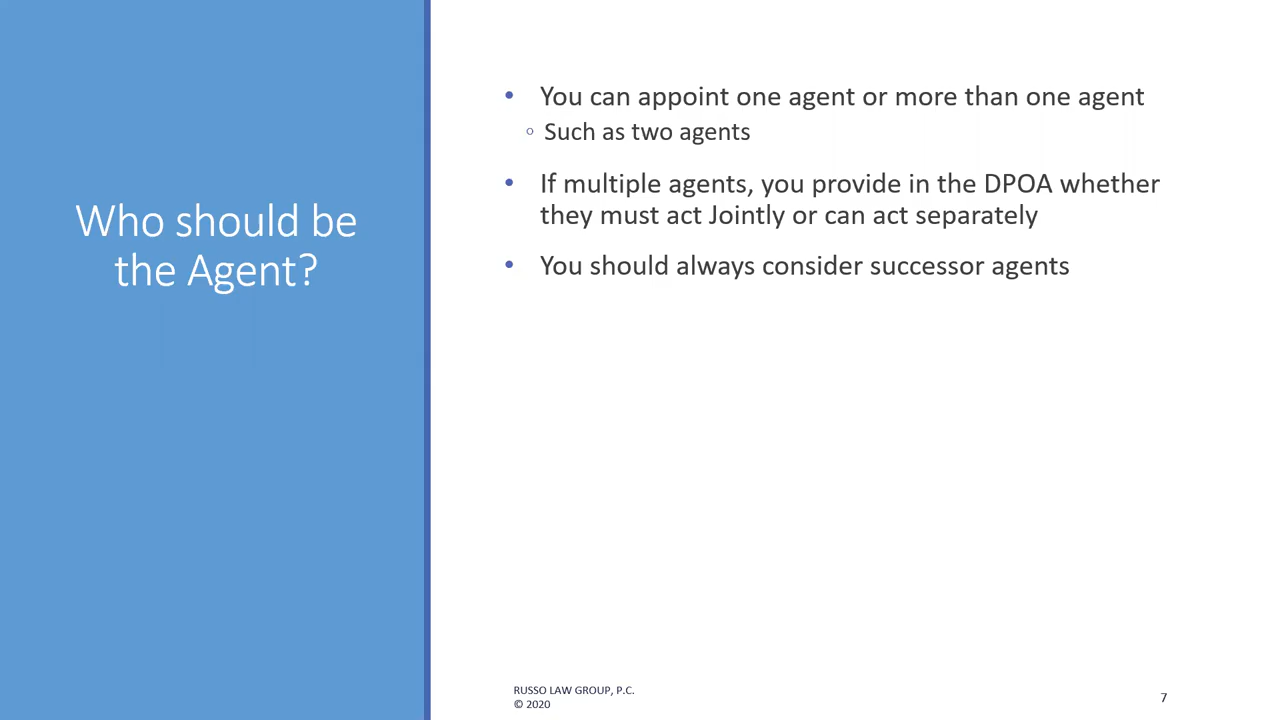 Who should be
the Agent?
• You can appoint one agent or more than one agent
○ Such as two agents
• If multiple agents, you provide in the DPOA whether
they must act Jointly or can act separately
• You should always consider successor agents
RUSSO LAW GROUP, P.C.
© 2020
7